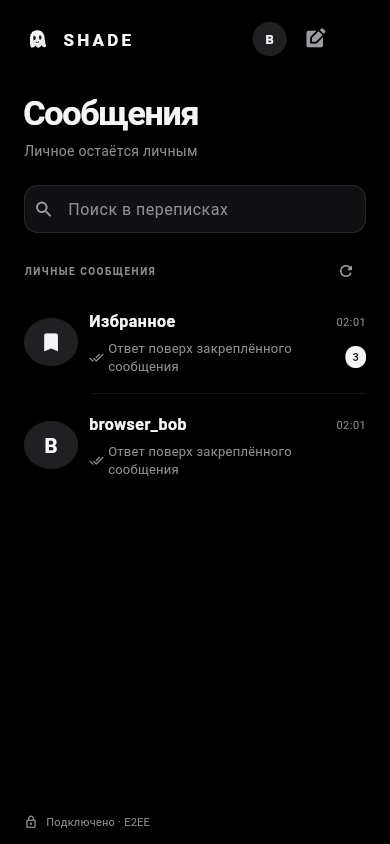 SHADE
B
Сообщения
Личное остаётся личным
Поиск в переписках
ЛИЧНЫЕ СООБЩЕНИЯ
Избранное
02:01
Ответ поверх закреплённого
сообщения
3
B
browser_bob
02:01
Ответ поверх закреплённого
сообщения
Подключено · E2EE